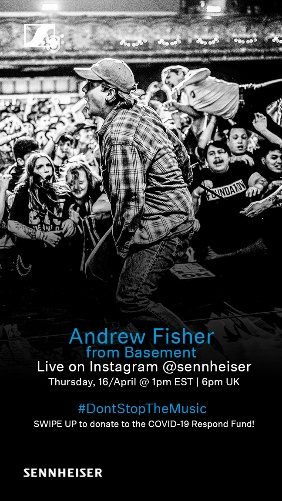 Andrew Fisher
from Basement
Live on Instagram @sennheiser
Thursday, 16/April @ 1pm EST | 6pm UK
#DontStopTheMusic
SWIPE UP to donate to the COVID-19 Respond Fund!
SENNHEISER